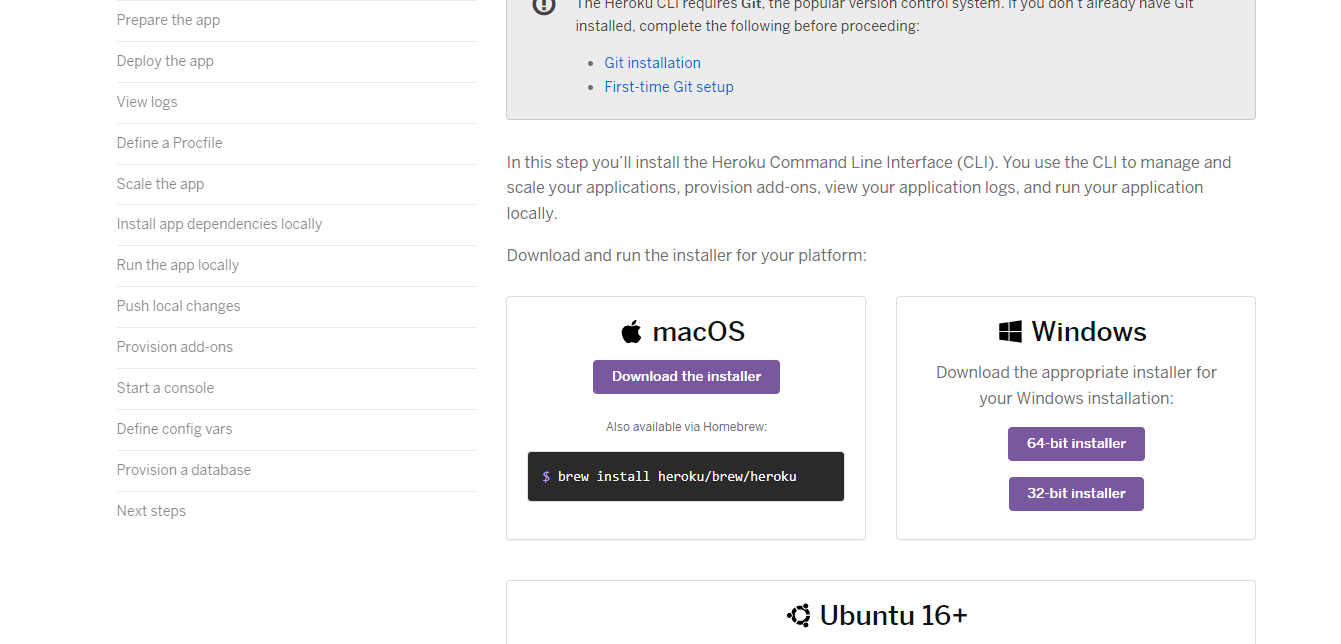 Prepare the app
Deploy the app
View logs
Define a Procfile
Scale the app
Install app dependencies locally
Run the app locally
Push local changes
Provision add-ons
Start a console
Define config vars
Provision a database
Next steps
The Heroku CLI requires Git, the popular version control system. If you don't already have Git
installed, complete the following before proceeding:
• Git installation
• First-time Git setup
In this step you’ll install the Heroku Command Line Interface (CLI). You use the CLI to manage and
scale your applications, provision add-ons, view your application logs, and run your application
locally.
Download and run the installer for your platform:
macOS
Download the installer
Also available via Homebrew:
$ brew install heroku/brew/heroku
Windows
Download the appropriate installer for
your Windows installation:
64-bit installer
32-bit installer
Ubuntu 16+